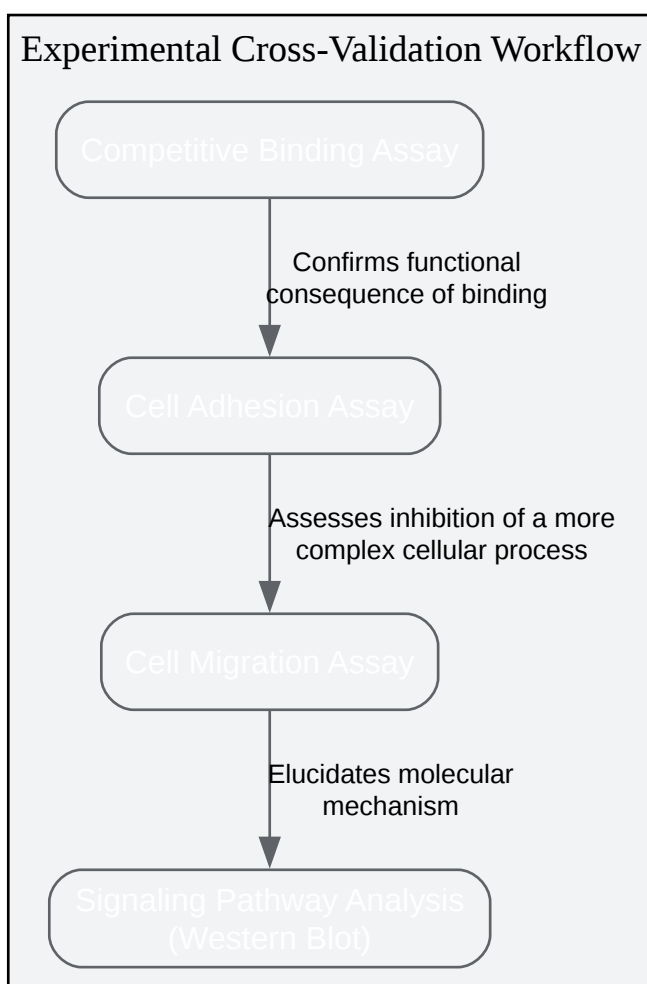 Experimental Cross-Validation Workflow
Competitive Binding Assay
Confirms functional
consequence of binding
Cell Adhesion Assay
Assesses inhibition of a more
complex cellular process
Cell Migration Assay
Elucidates molecular
mechanism
Signaling Pathway Analysis
(Western Blot)